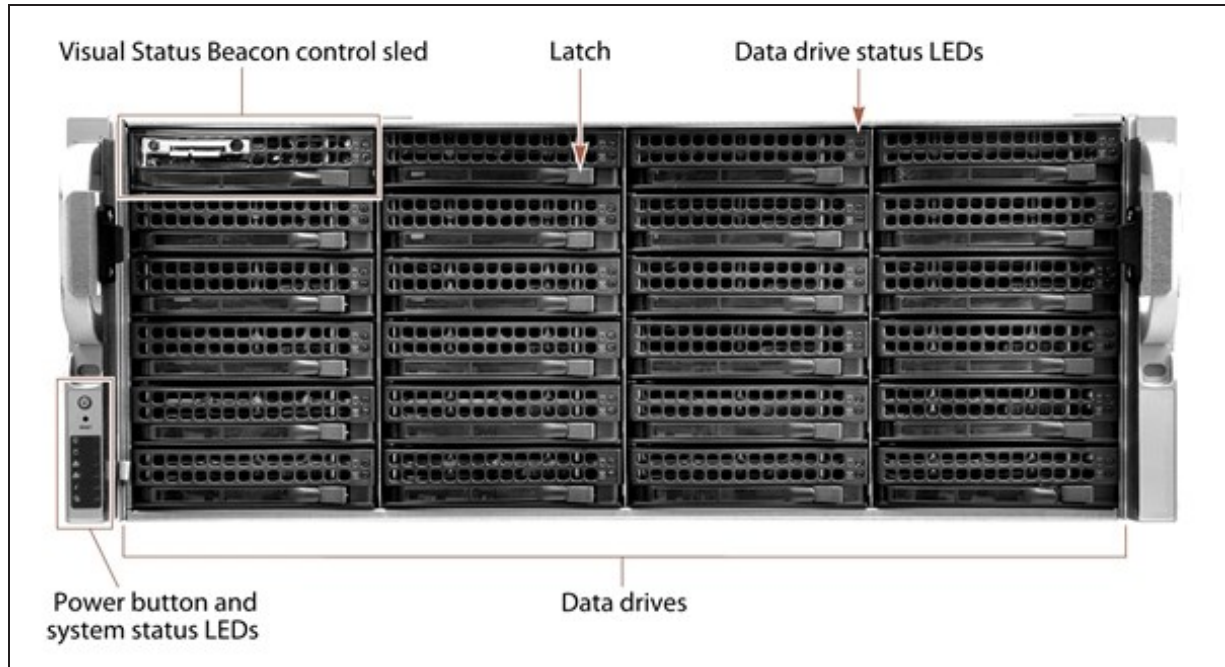 Visual Status Beacon control sled
Latch
Data drive status LEDs
Power button and
system status LEDs
Data drives